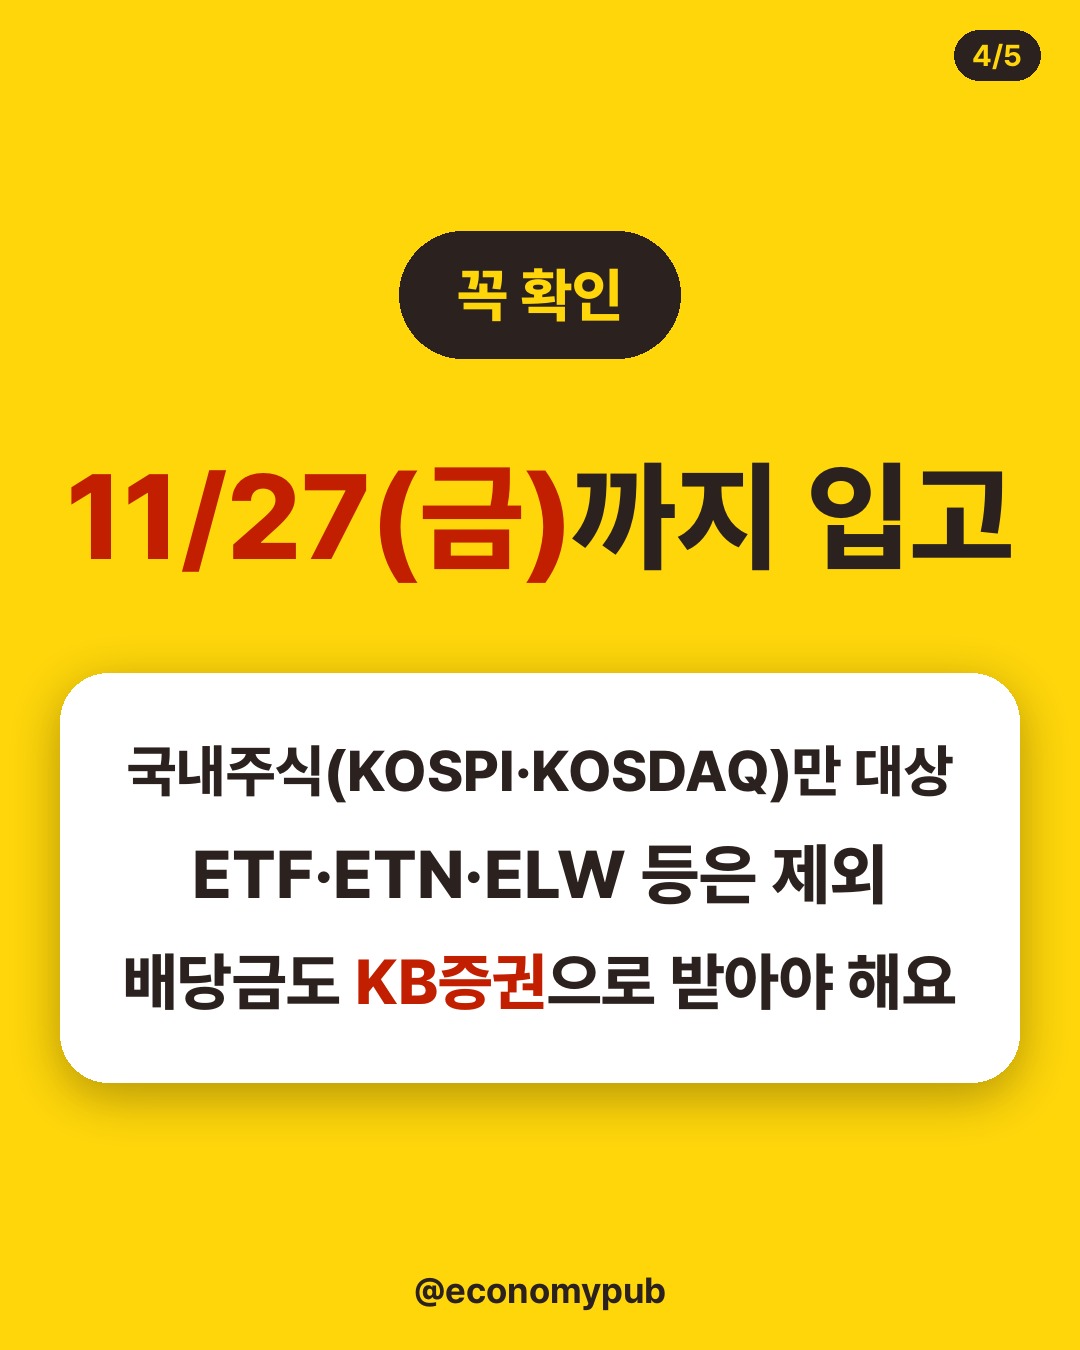 4/5
꼭 확인
11/27(금)까지 입고
국내주식(KOSPI·KOSDAQ)만 대상
ETF·ETN·ELW 등은 제외
배당금도 KB증권으로 받아야 해요
@economypub